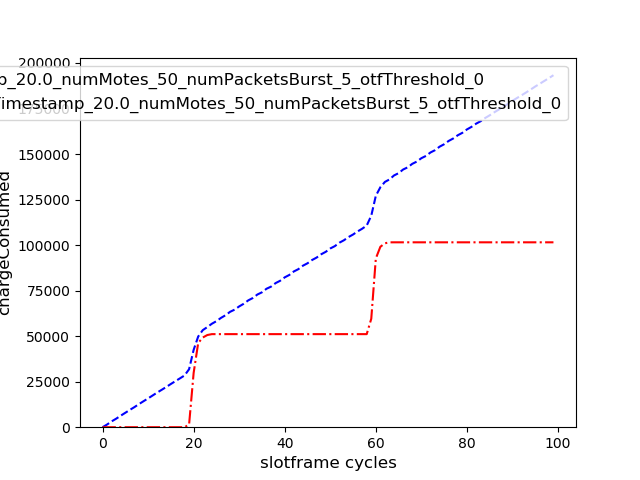 200000
p_20.0_numMotes_50_numPacketsBurst_5_otfThreshold_0
imestamp_20.0_numMotes_50_numPacketsBurst_5_otfThreshold_0
175000
150000
125000
100000
75000
50000
25000
0
chargeConsumed
0 20 40 60 80 100
slotframe cycles